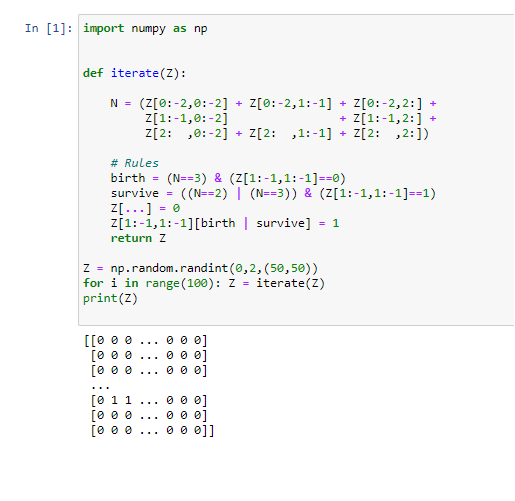 In [1]: import numpy as np
def iterate(Z):
N = (Z[0:-2,0:-2] + Z[0:-2,1:-1] + Z[0:-2,2:] +
Z[1:-1,0:-2] + Z[1:-1,2:] +
Z[2: ,0:-2] + Z[2: ,1:-1] + Z[2: ,2:])
# Rules
birth = (N==3) & (Z[1:-1,1:-1]==0)
survive = ((N==2) | (N==3)) & (Z[1:-1,1:-1]==1)
Z[...] = 0
Z[1:-1,1:-1][birth | survive] = 1
return Z
Z = np.random.randint(0,2,(50,50))
for i in range(100): Z = iterate(Z)
print(Z)
[[0 0 0 ... 0 0 0]
[0 0 0 ... 0 0 0]
[0 0 0 ... 0 0 0]
...
[0 1 1 ... 0 0 0]
[0 0 0 ... 0 0 0]
[0 0 0 ... 0 0 0]]